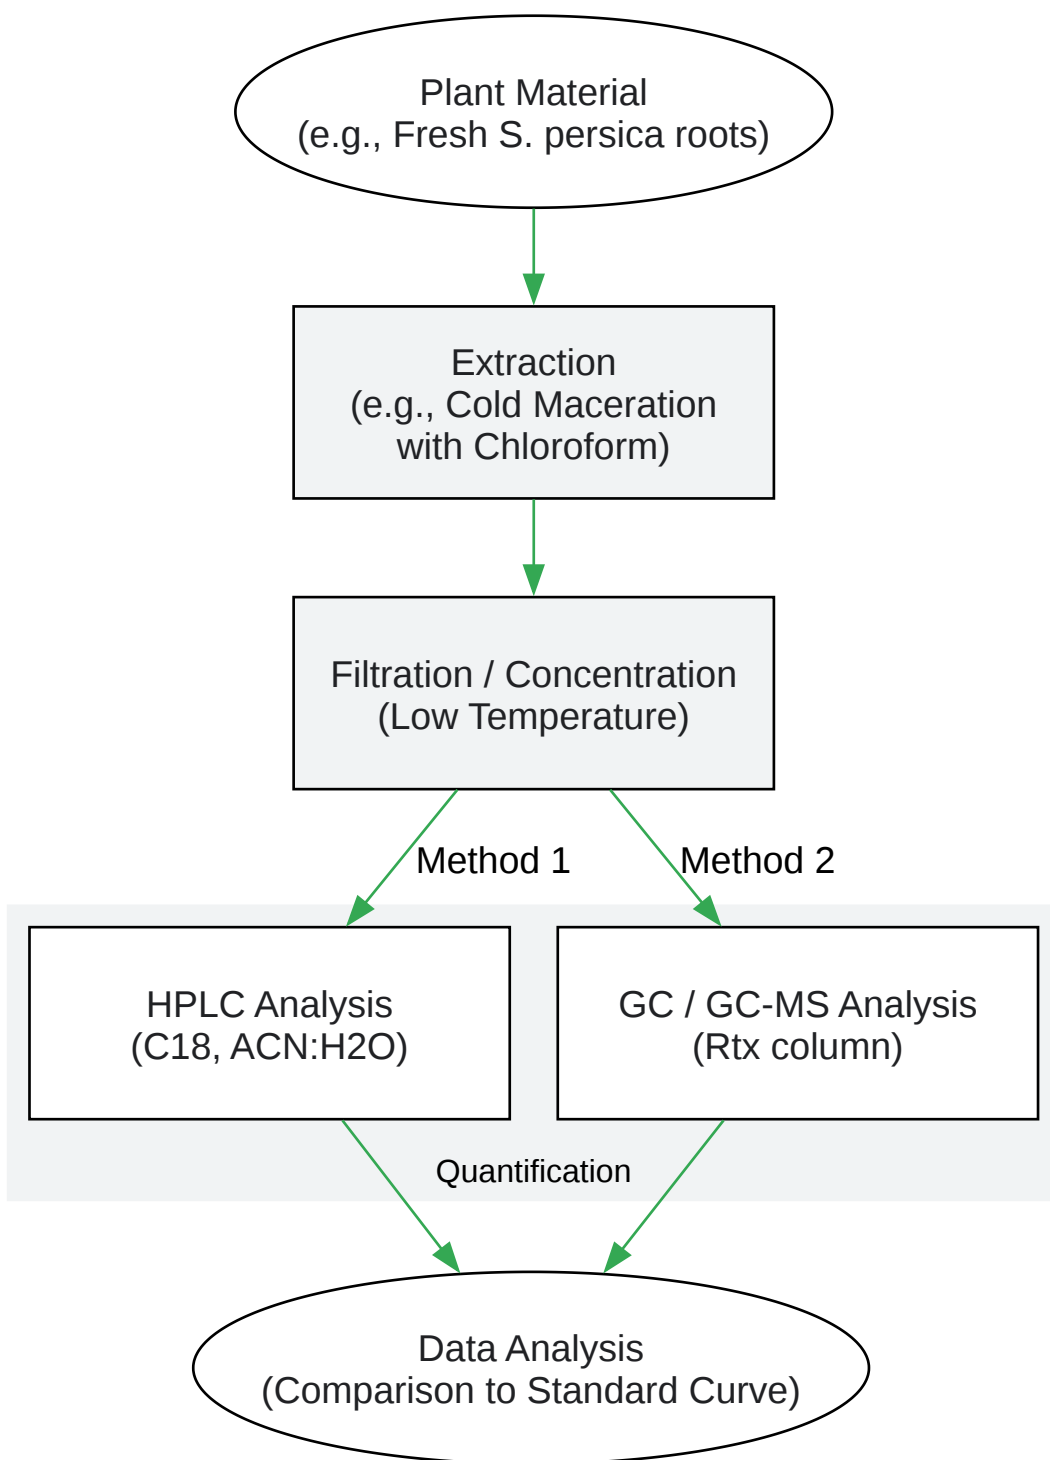 Plant Material
(e.g., Fresh S. persica roots)
Extraction
(e.g., Cold Maceration
with Chloroform)
Filtration / Concentration
(Low Temperature)
Method 1
Method 2
HPLC Analysis
(C18, ACN:H2O)
GC / GC-MS Analysis
(Rtx column)
Quantification
Data Analysis
(Comparison to Standard Curve)